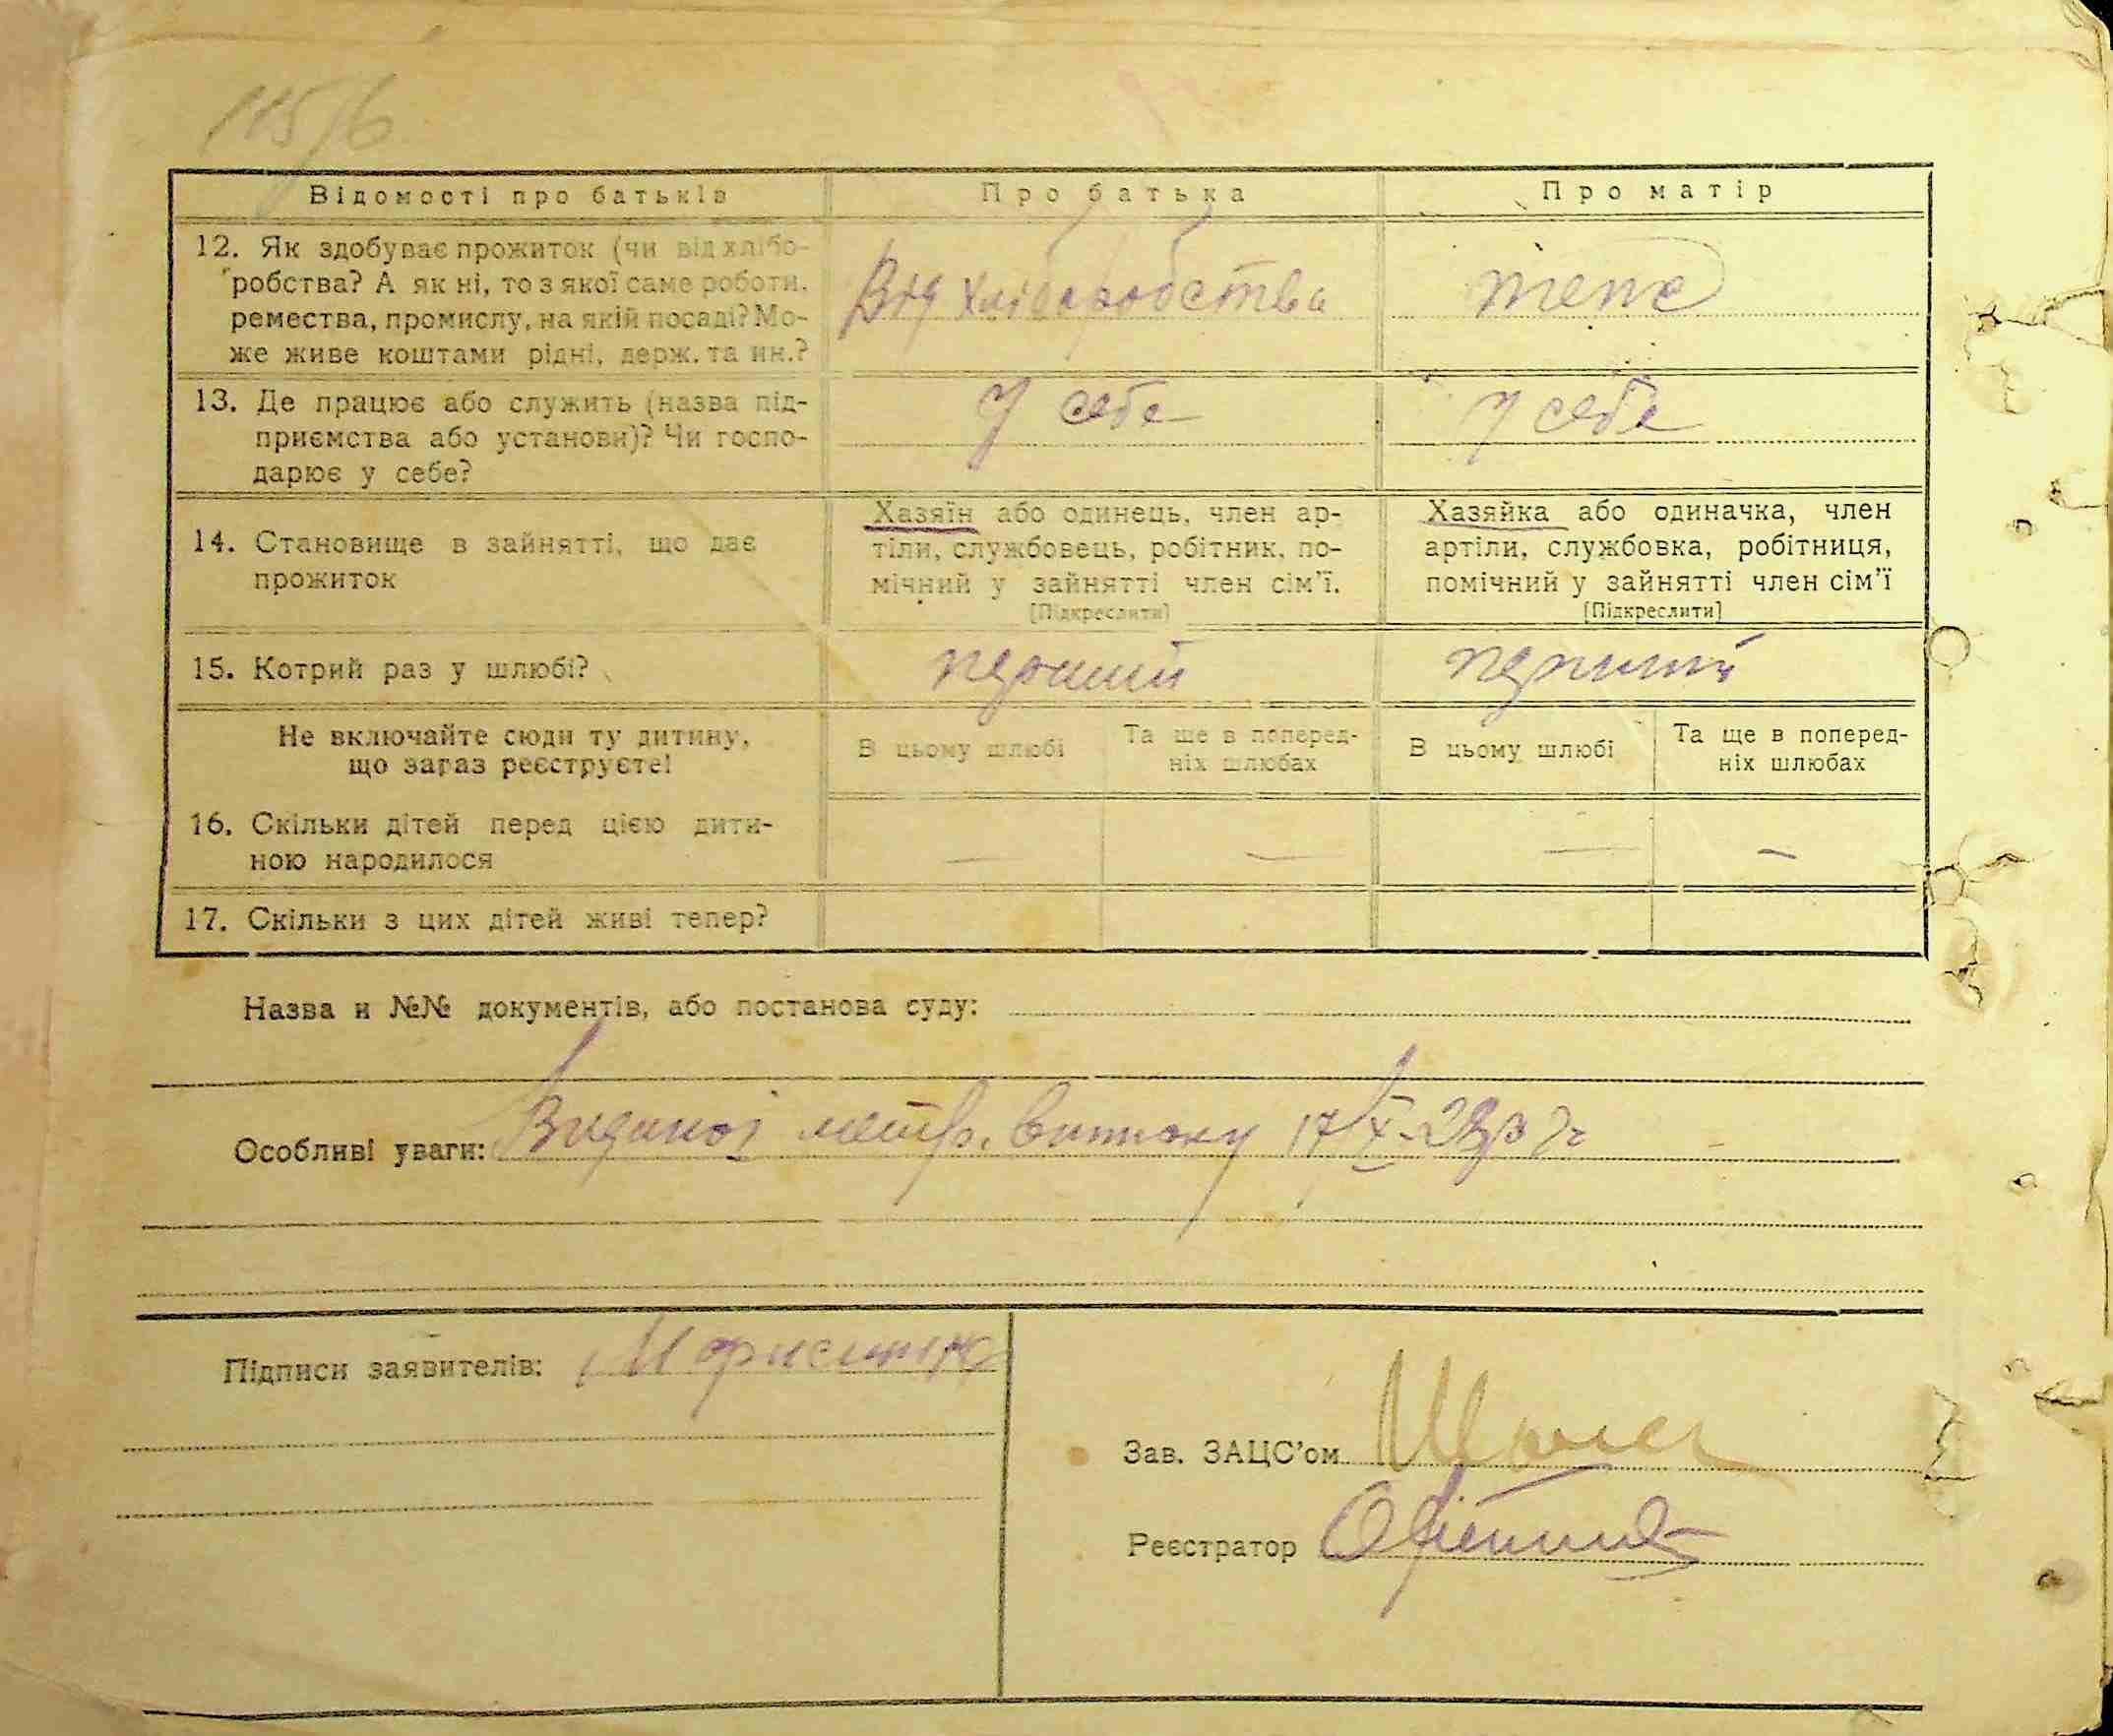 115/6
Відомості про батьків
Про батька
Про матір
12. Як здобуває прожиток (чи від хлібо-
робства? А як ні, то з якої саме роботи,
ремества, промислу, на якій посаді? Мо-
же живе коштами рідні, держ. та ин.?
Від хліборобства
теже
13. Де працює або служить (назва під-
приємства або установи)? Чи госпо-
дарює у себе?
У себе
У себе
14. Становище в зайнятті, що дає
прожиток
Хазяїн або одинець, член ар-
тіли, службовець, робітник, по-
мічний у зайнятті член сім'ї.
[Підкреслити]
Хазяйка або одиначка, член
артіли, службовка, робітниця,
помічний у зайнятті член сім'ї
[Підкреслити]
15. Котрий раз у шлюбі?
перший
перший
Не включайте сюди ту дитину,
що зараз реєструєте!
В цьому шлюбі
Та ще в поперед-
ніх шлюбах
В цьому шлюбі
Та ще в поперед-
ніх шлюбах
16. Скільки дітей перед цією дити-
ною народилося
— — — —
17. Скільки з цих дітей живі тепер?
Назва и №№ документів, або постанова суду:
Особливі уваги: метр. виписку 17/X-
Підписи заявителів:
Зав. ЗАЦС'ом
Реєстратор